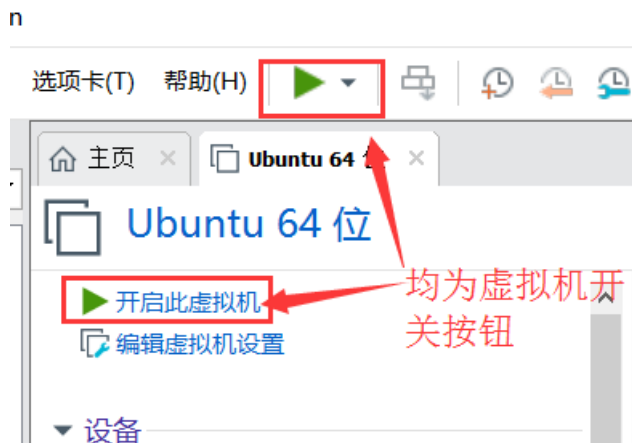 n
选项卡(T) 帮助(H)
主页 × Ubuntu 64 位 ×
Ubuntu 64 位
开启此虚拟机
均为虚拟机开
关按钮
编辑虚拟机设置
设备